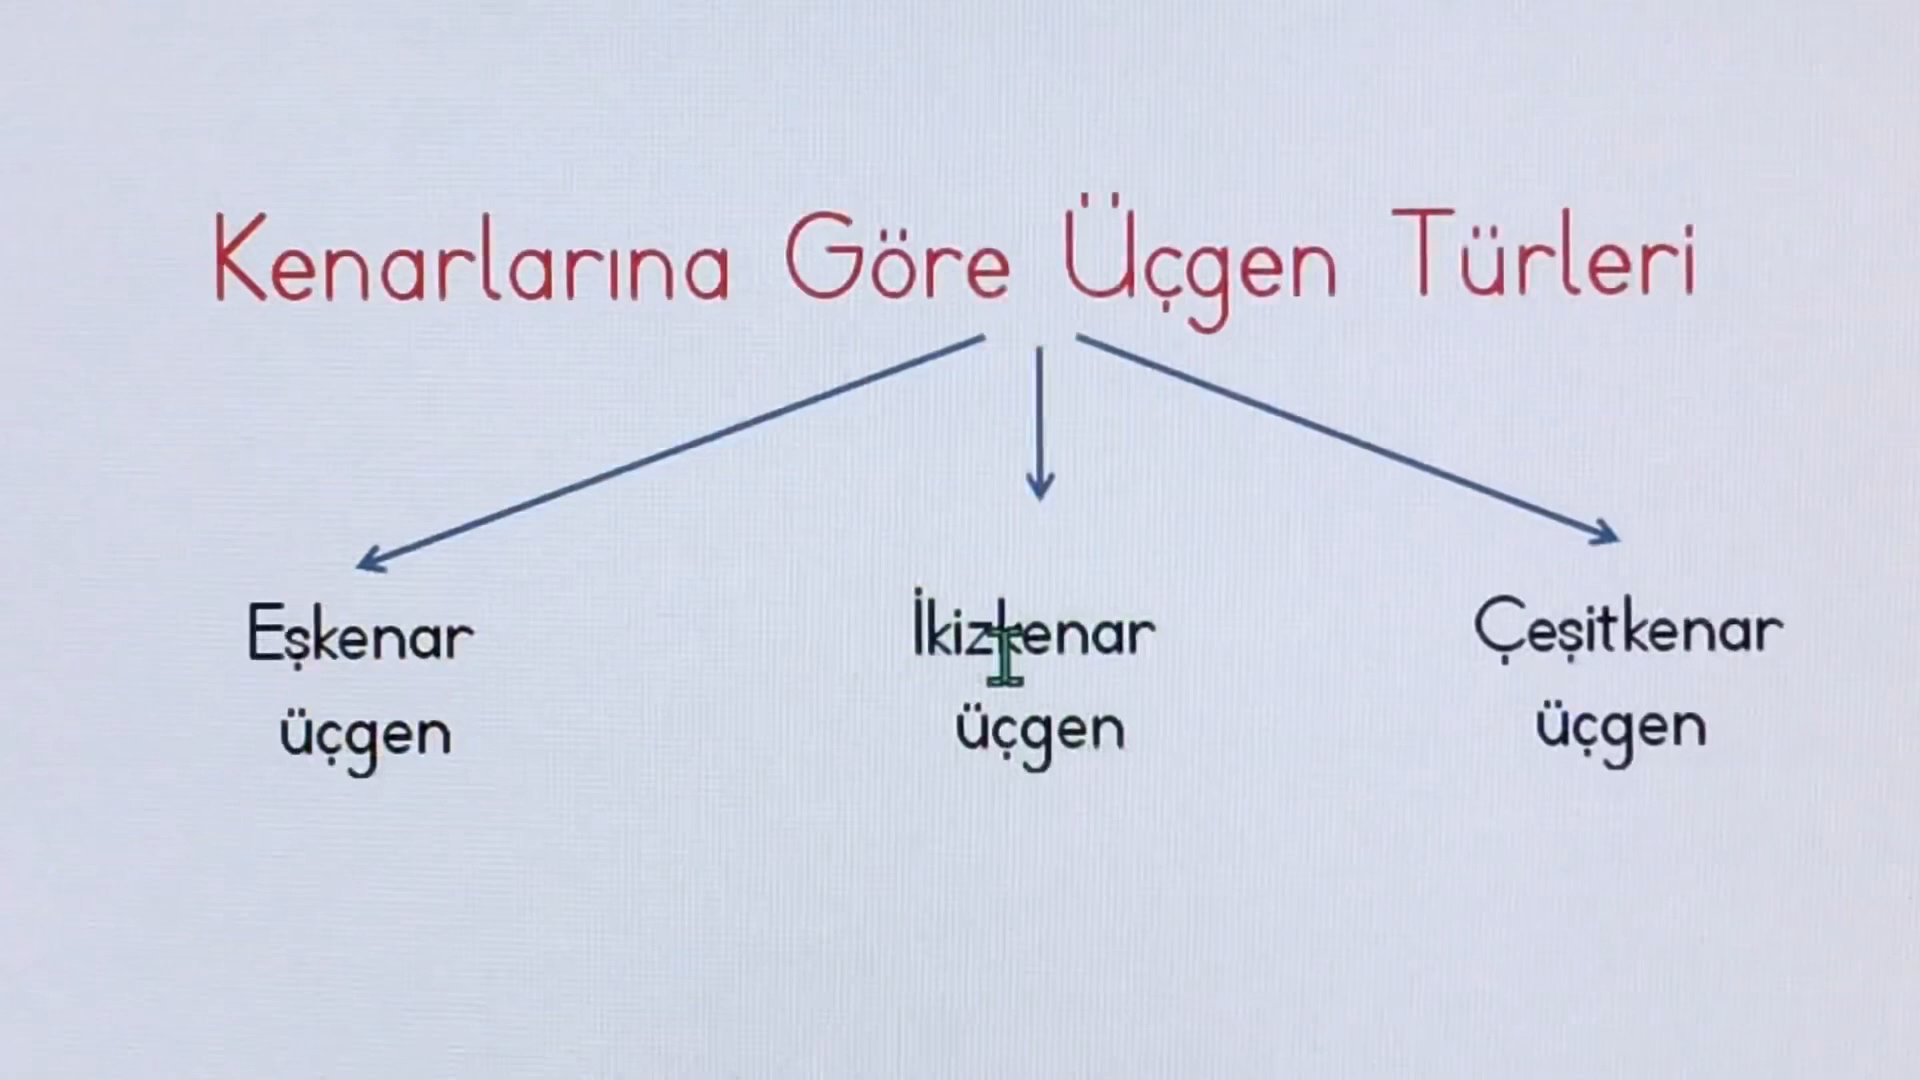 Kenarlarına Göre Üçgen Türleri
Eşkenar
üçgen
İkizkenar
üçgen
Çeşitkenar
üçgen